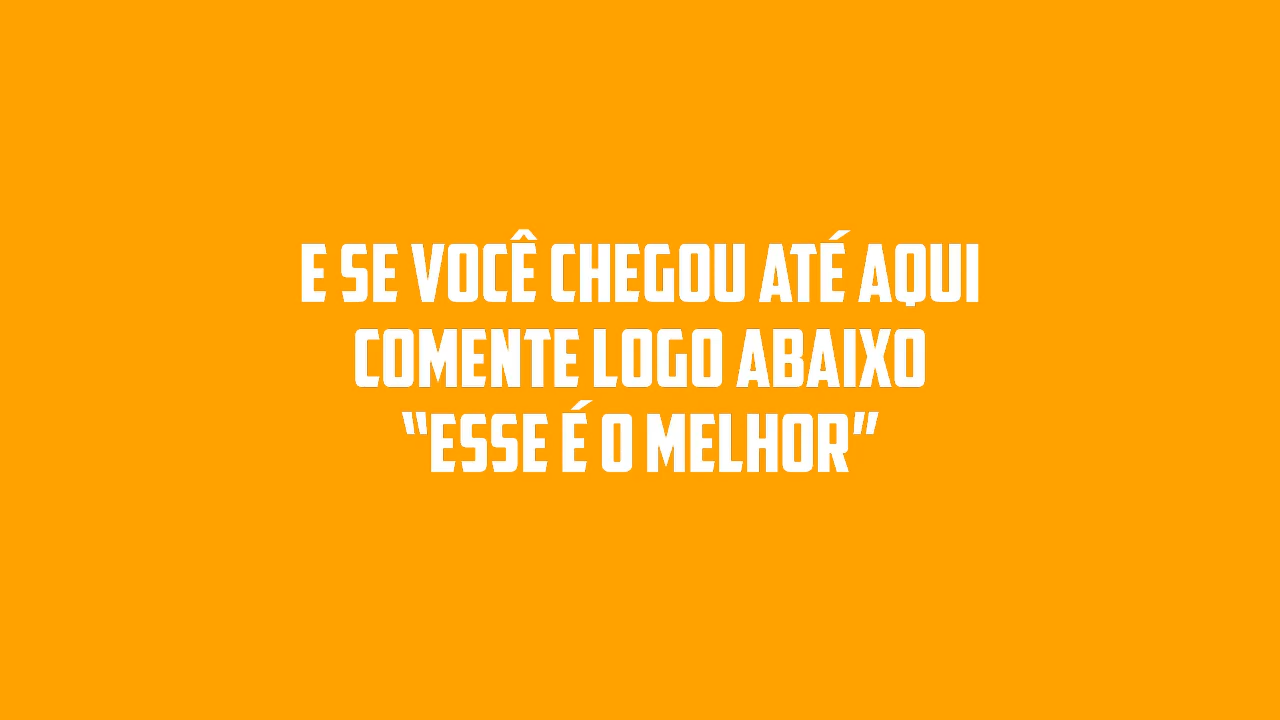 E SE VOCÊ CHEGOU ATÉ AQUI
COMENTE LOGO ABAIXO
“ESSE É O MELHOR”